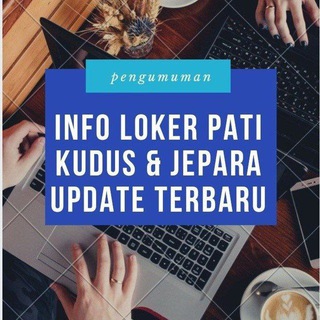 pengumuman
INFO LOKER PATI
KUDUS & JEPARA
UPDATE TERBARU